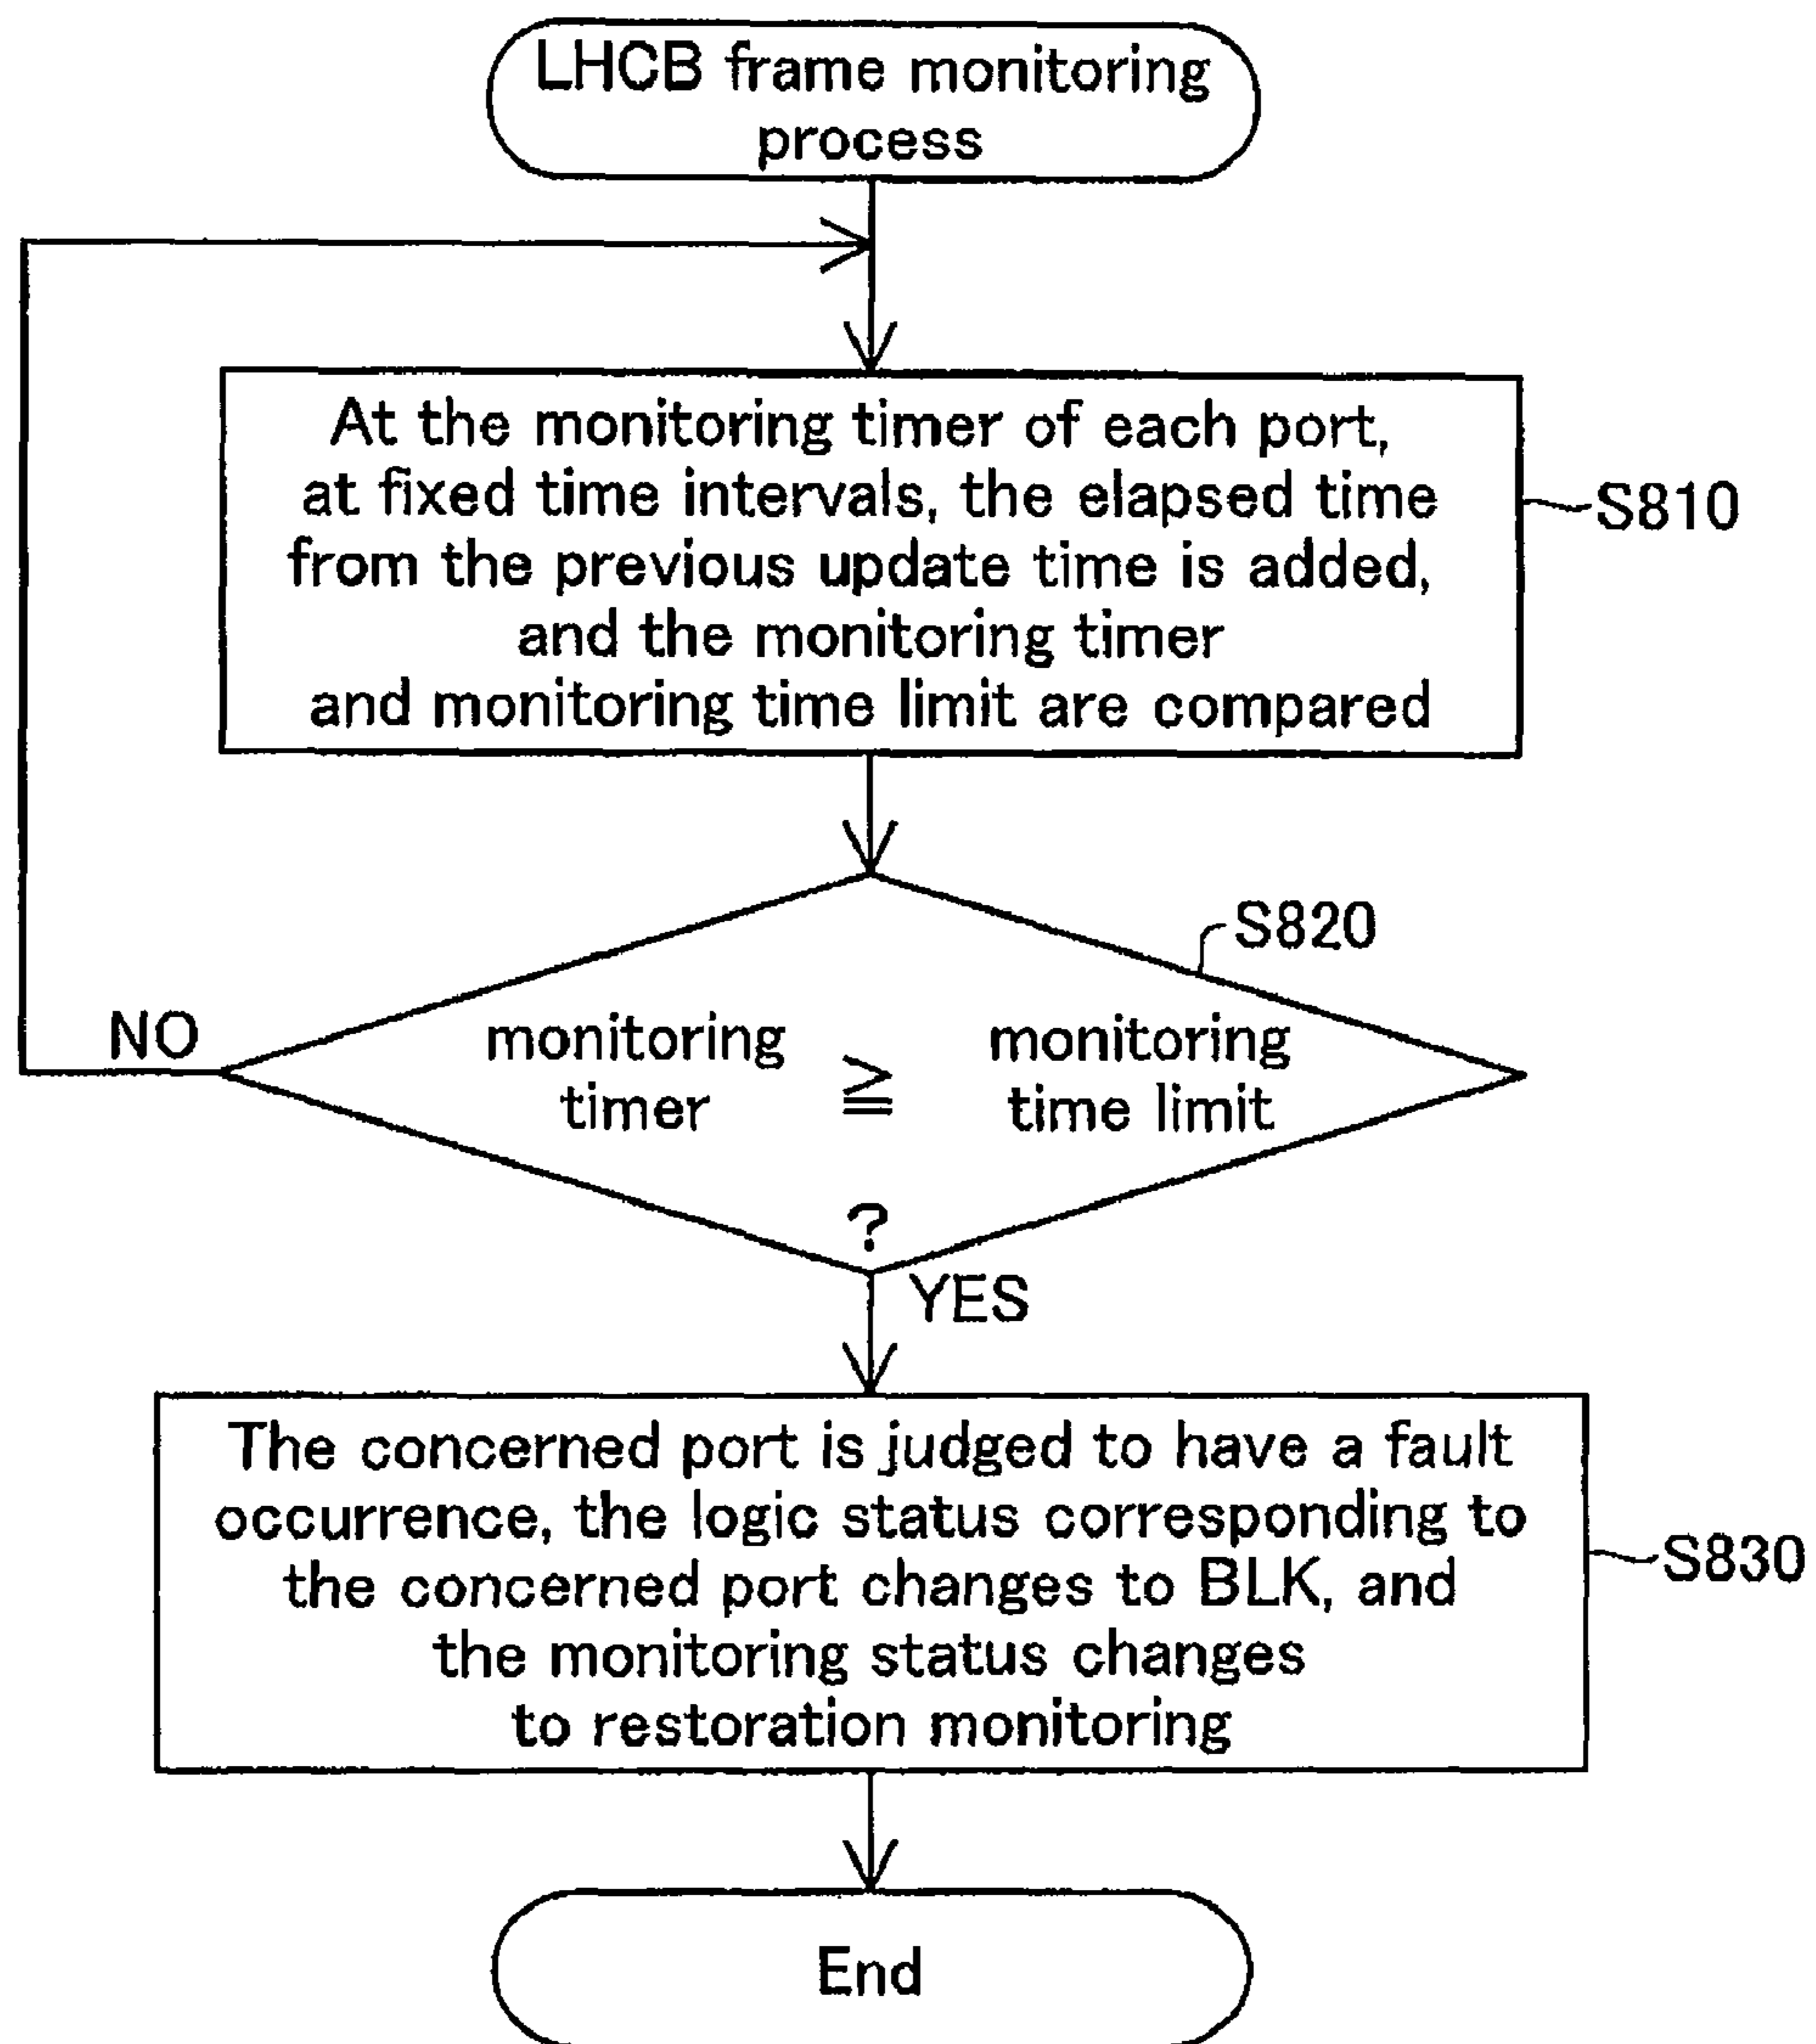 LHCB frame monitoring
process
At the monitoring timer of each port,
at fixed time intervals, the elapsed time
from the previous update time is added,
and the monitoring timer
and monitoring time limit are compared
S810
S820
NO
monitoring
timer
≧
monitoring
time limit
?
YES
The concerned port is judged to have a fault
occurrence, the logic status corresponding to
the concerned port changes to BLK, and
the monitoring status changes
to restoration monitoring
S830
End